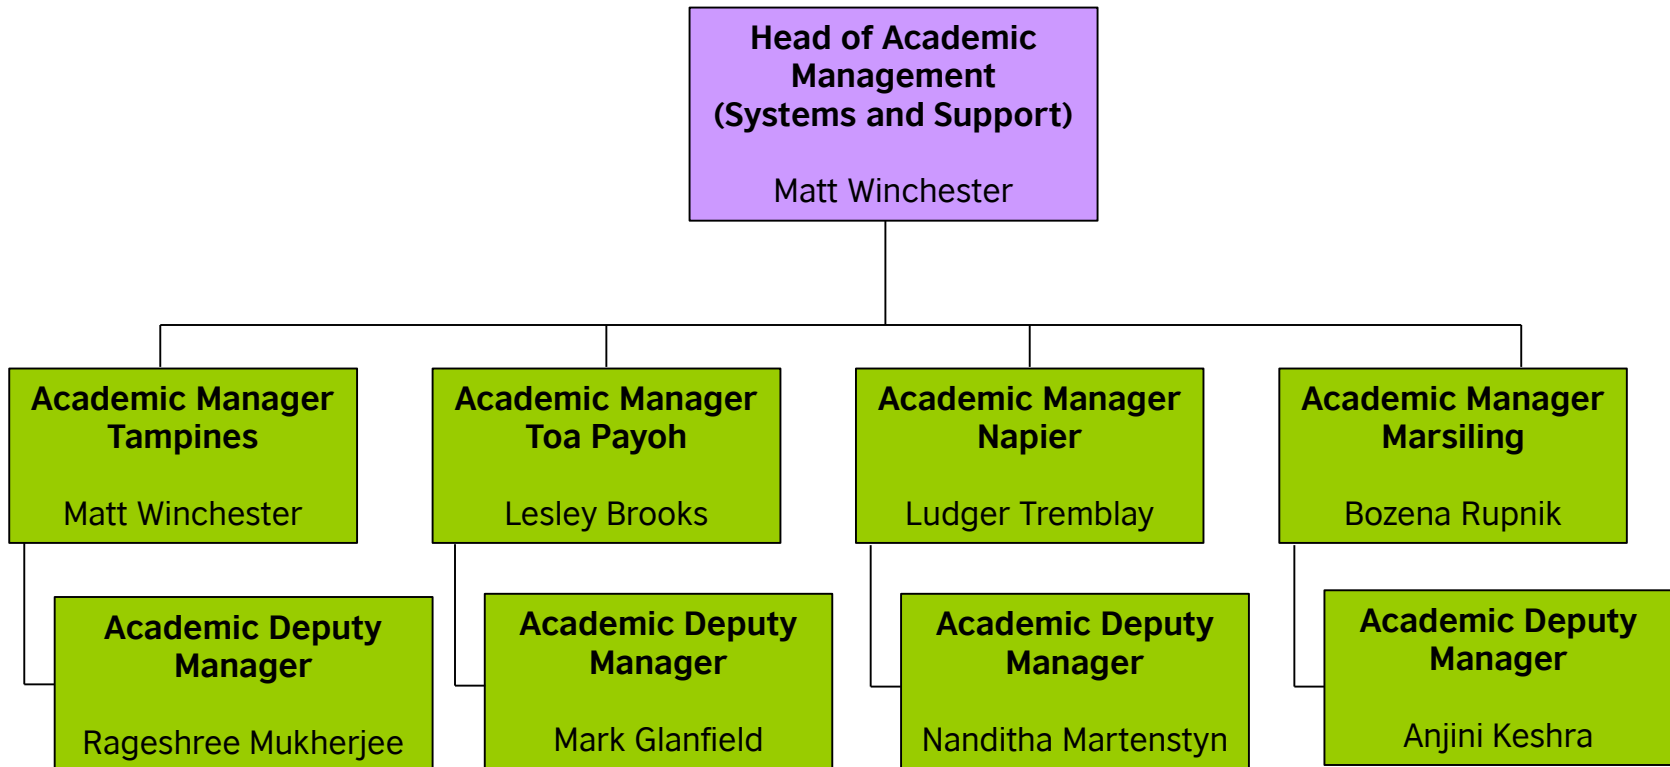 Head of Academic
Management
(Systems and Support)
Matt Winchester
Academic Manager
Tampines
Matt Winchester
Academic Manager
Toa Payoh
Lesley Brooks
Academic Manager
Napier
Ludger Tremblay
Academic Manager
Marsiling
Bozena Rupnik
Academic Deputy
Manager
Rageshree Mukherjee
Academic Deputy
Manager
Mark Glanfield
Academic Deputy
Manager
Nanditha Martenstyn
Academic Deputy
Manager
Anjini Keshra